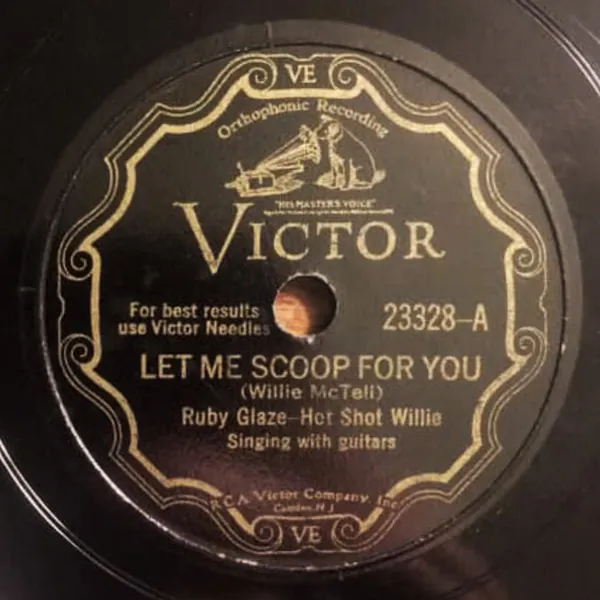 VE
Orthophonic Recording
"HIS MASTER'S VOICE"
VICTOR
For best results
use Victor Needles
23328-A
LET ME SCOOP FOR YOU
(Willie McTell)
Ruby Glaze-Hot Shot Willie
Singing with guitars
RCA Victor Company, Inc.
Camden, N.J.
VE